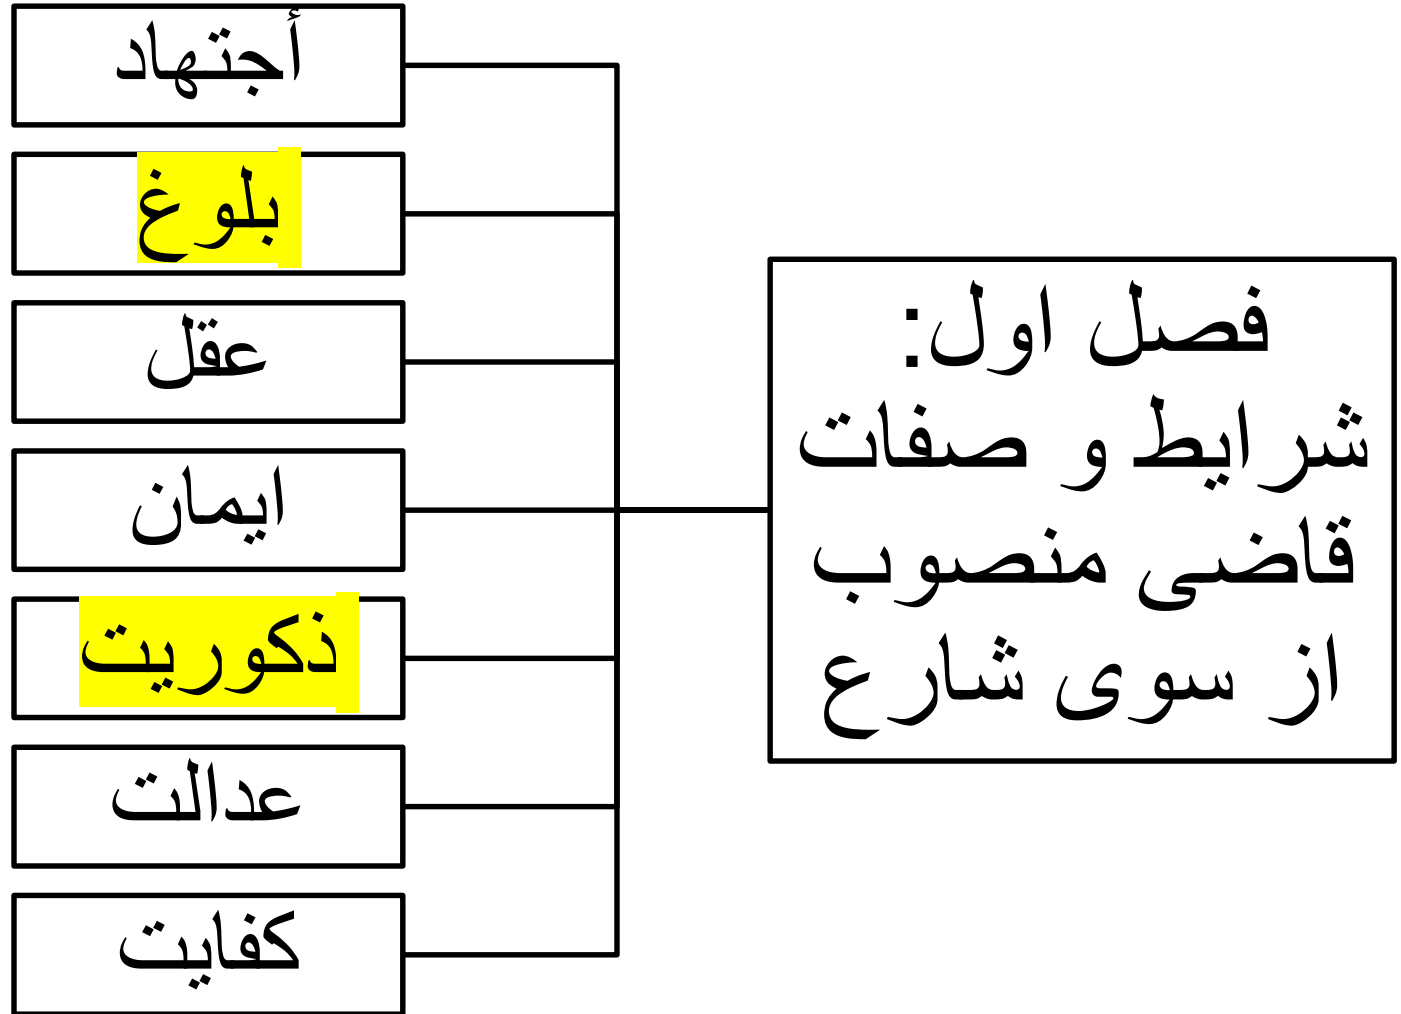 فصل اول:
شرایط و صفات
قاضی منصوب
از سوی شارع
أجتهاد
بلوغ
عقل
ایمان
ذکوریت
عدالت
کفایت